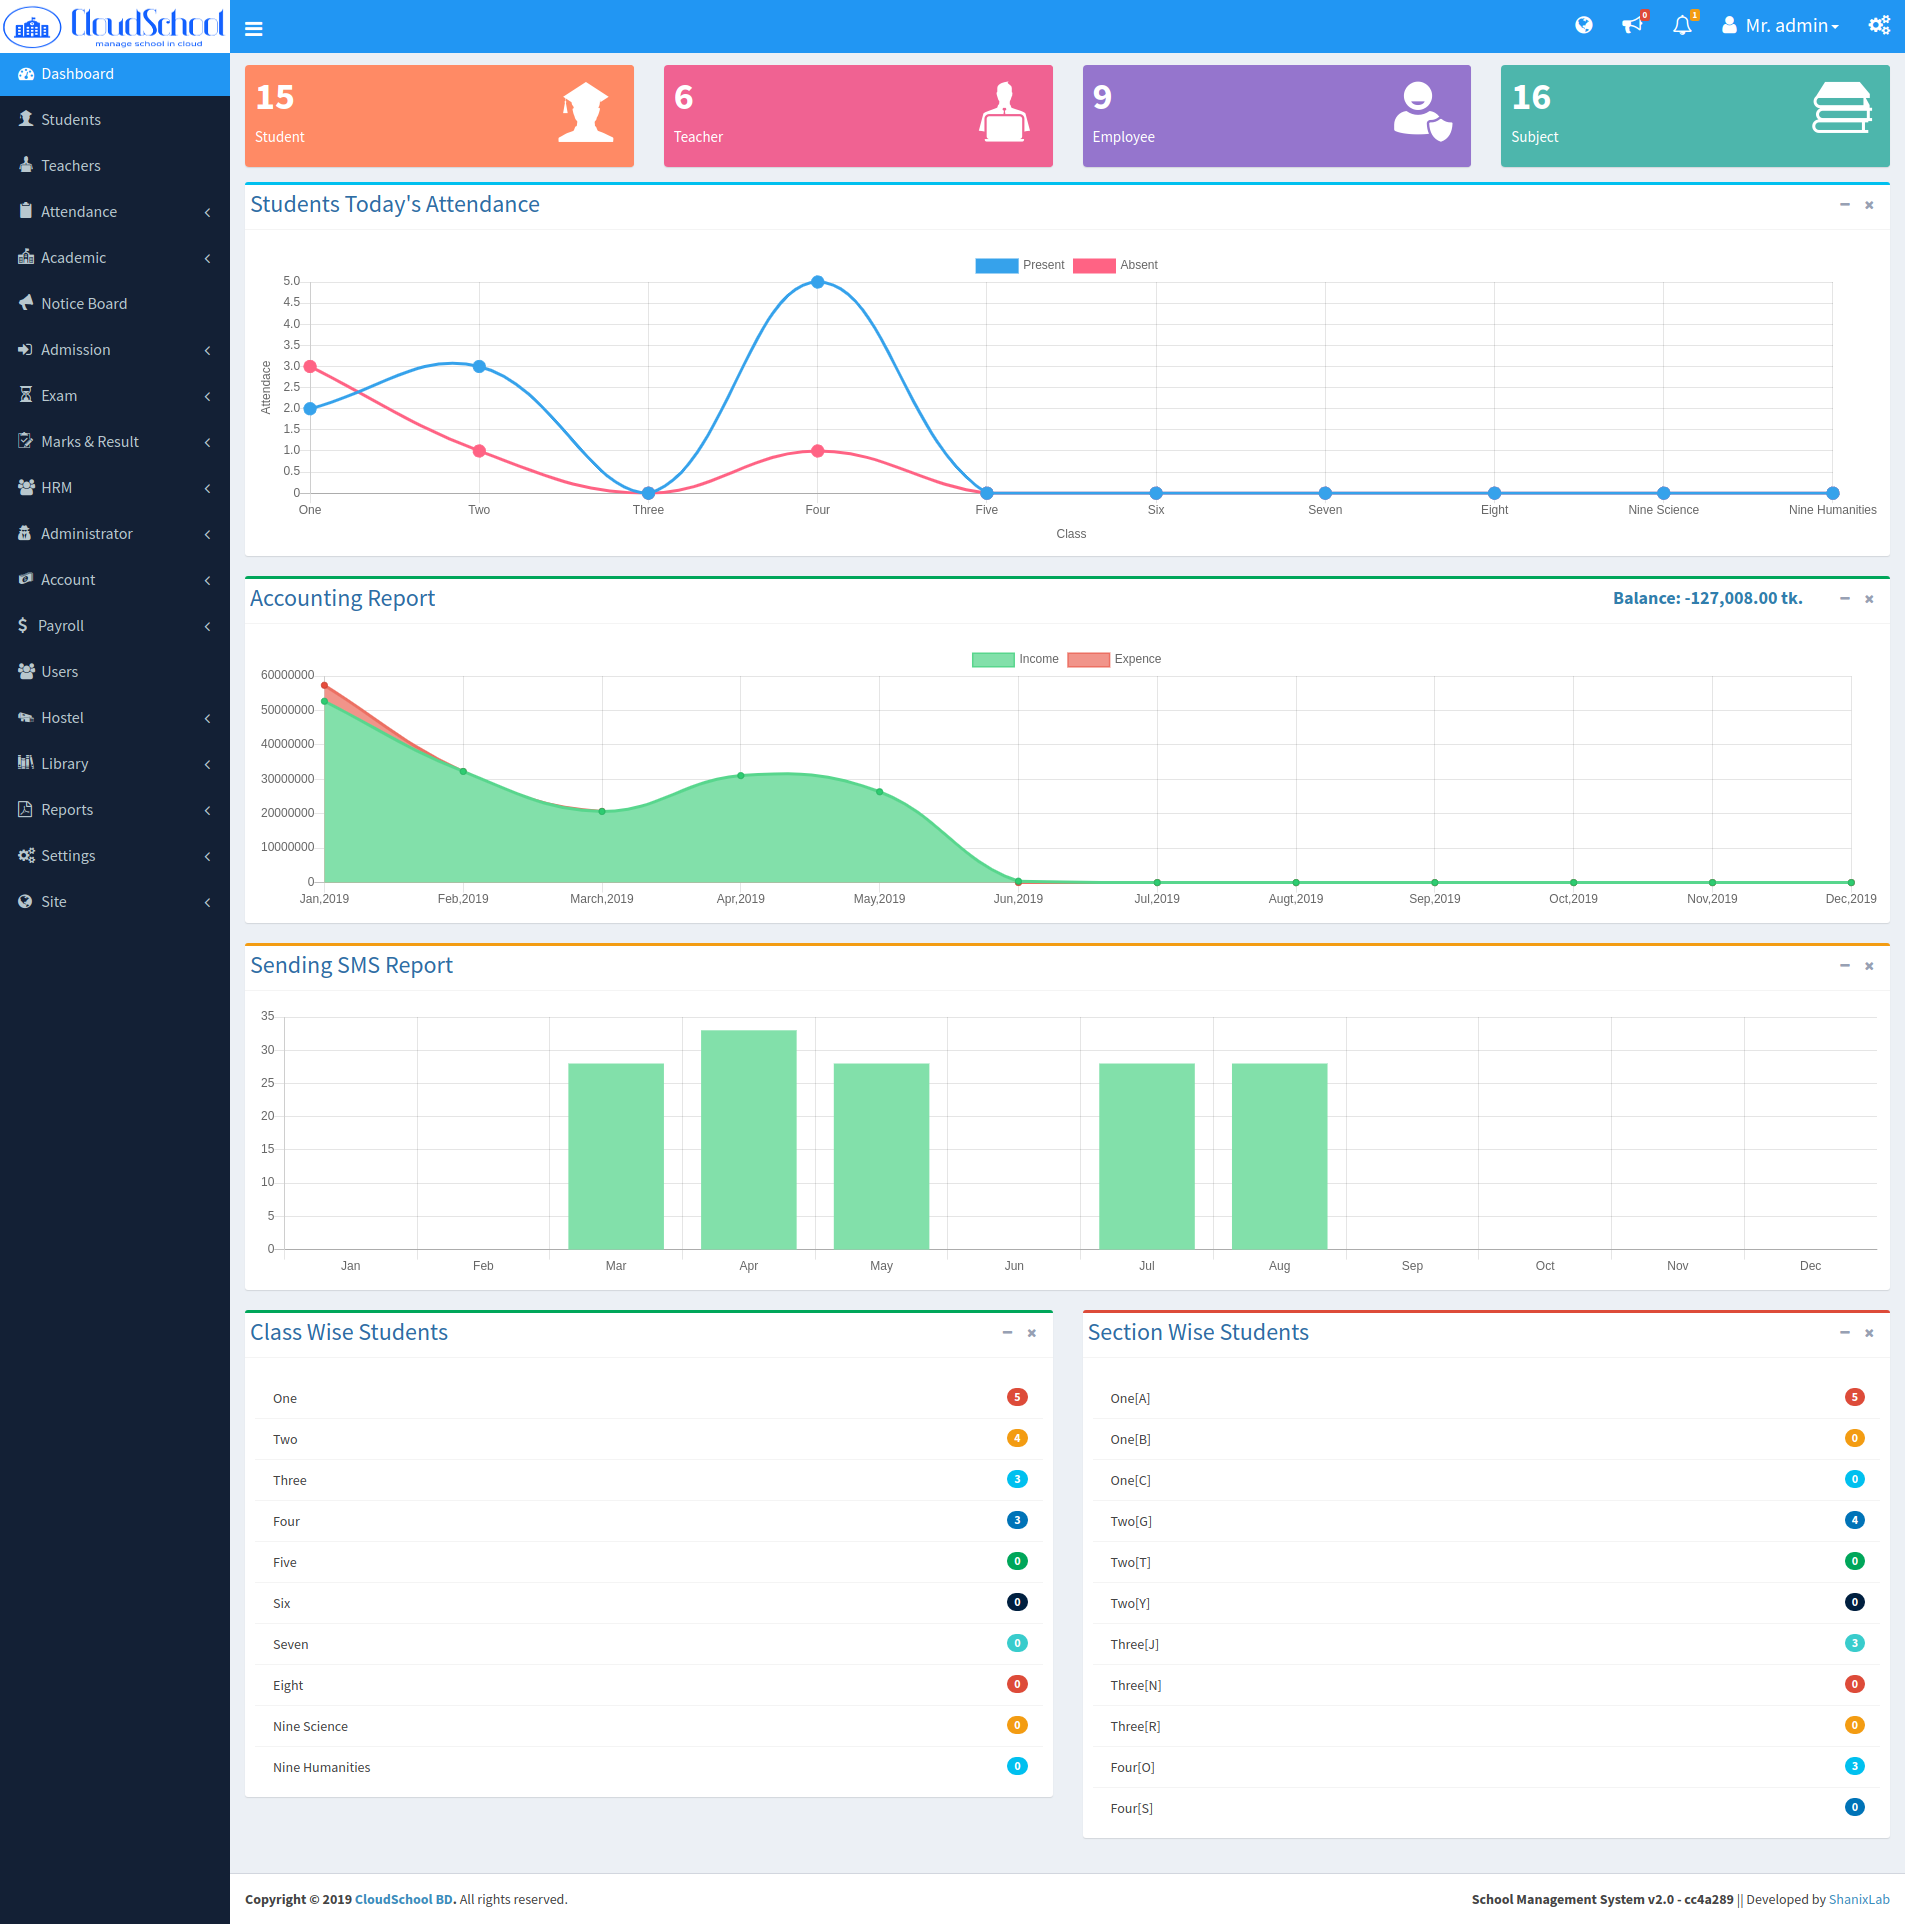 CloudSchool
manage school in cloud
0
1
Mr. admin
Dashboard
Students
Teachers
Attendance
Academic
Notice Board
Admission
Exam
Marks & Result
HRM
Administrator
Account
Payroll
Users
Hostel
Library
Reports
Settings
Site
15
Student
6
Teacher
9
Employee
16
Subject
Students Today's Attendance
Present Absent
Attendace
5.0
4.5
4.0
3.5
3.0
2.5
2.0
1.5
1.0
0.5
0
One Two Three Four Five Six Seven Eight Nine Science Nine Humanities
Class
Accounting Report
Balance: -127,008.00 tk.
Income Expence
60000000
50000000
40000000
30000000
20000000
10000000
0
Jan,2019 Feb,2019 March,2019 Apr,2019 May,2019 Jun,2019 Jul,2019 Augt,2019 Sep,2019 Oct,2019 Nov,2019 Dec,2019
Sending SMS Report
35
30
25
20
15
10
5
0
Jan Feb Mar Apr May Jun Jul Aug Sep Oct Nov Dec
Class Wise Students
One 5
Two 4
Three 3
Four 3
Five 0
Six 0
Seven 0
Eight 0
Nine Science 0
Nine Humanities 0
Section Wise Students
One[A] 5
One[B] 0
One[C] 0
Two[G] 4
Two[T] 0
Two[Y] 0
Three[J] 3
Three[N] 0
Three[R] 0
Four[O] 3
Four[S] 0
Copyright © 2019 CloudSchool BD. All rights reserved.
School Management System v2.0 - cc4a289 || Developed by ShanixLab